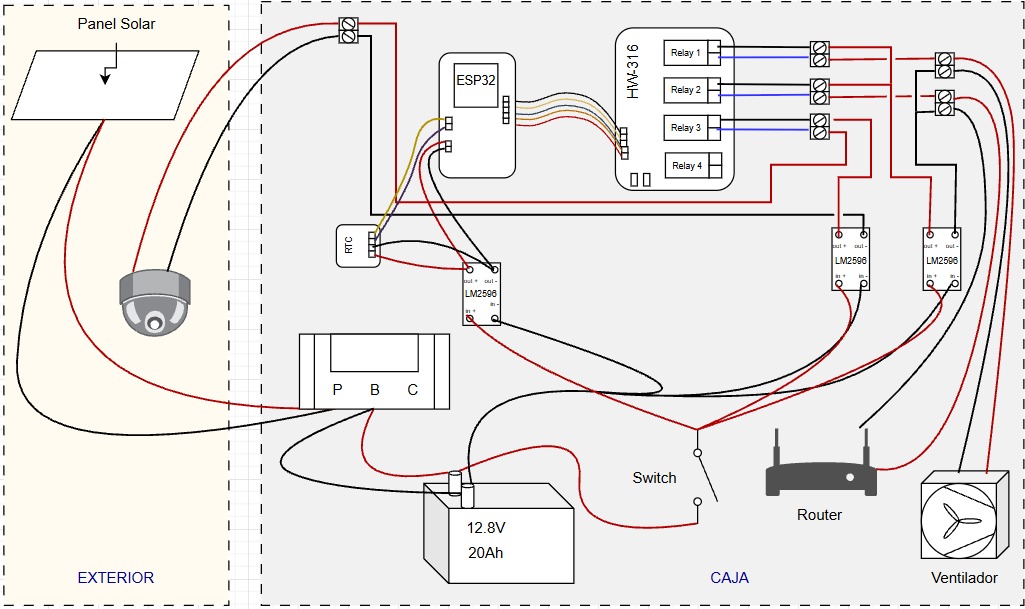 Panel Solar
ESP32
HW-316
Relay 1
Relay 2
Relay 3
Relay 4
RTC
out + out -
LM2596
in + in -
out + out -
LM2596
in + in -
out + out -
LM2596
in + in -
P B C
Switch
12.8V
20Ah
Router
Ventilador
EXTERIOR
CAJA